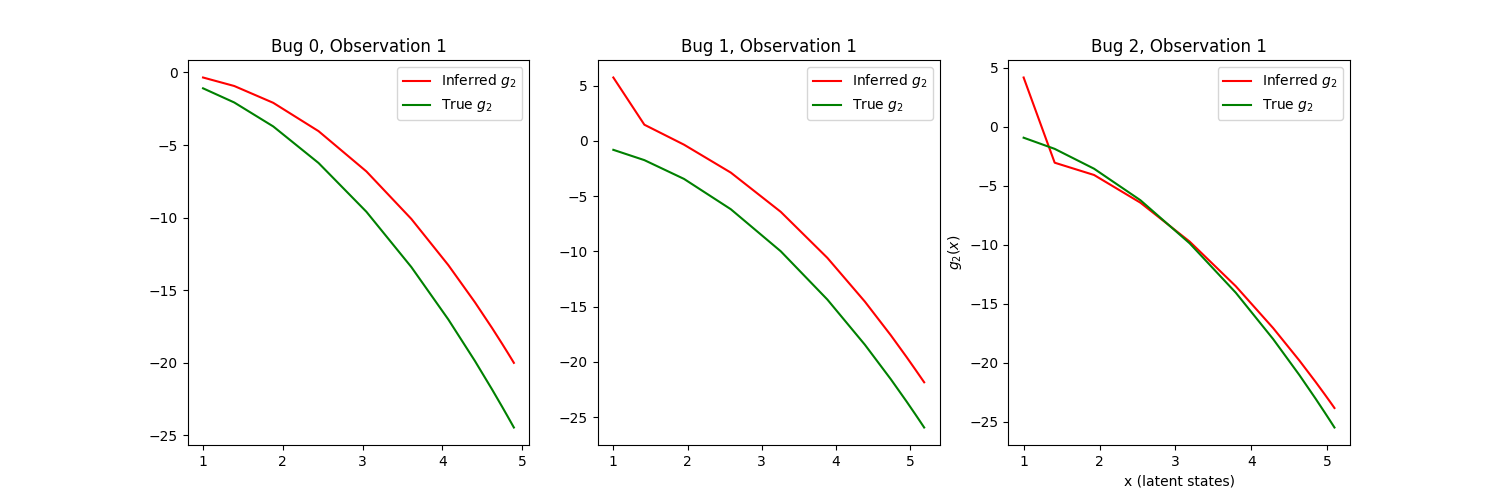 Bug 0, Observation 1
Inferred g₂
True g₂
0
−5
−10
−15
−20
−25
1 2 3 4 5
Bug 1, Observation 1
Inferred g₂
True g₂
5
0
−5
−10
−15
−20
−25
1 2 3 4 5
Bug 2, Observation 1
Inferred g₂
True g₂
g₂(x)
5
0
−5
−10
−15
−20
−25
1 2 3 4 5
x (latent states)